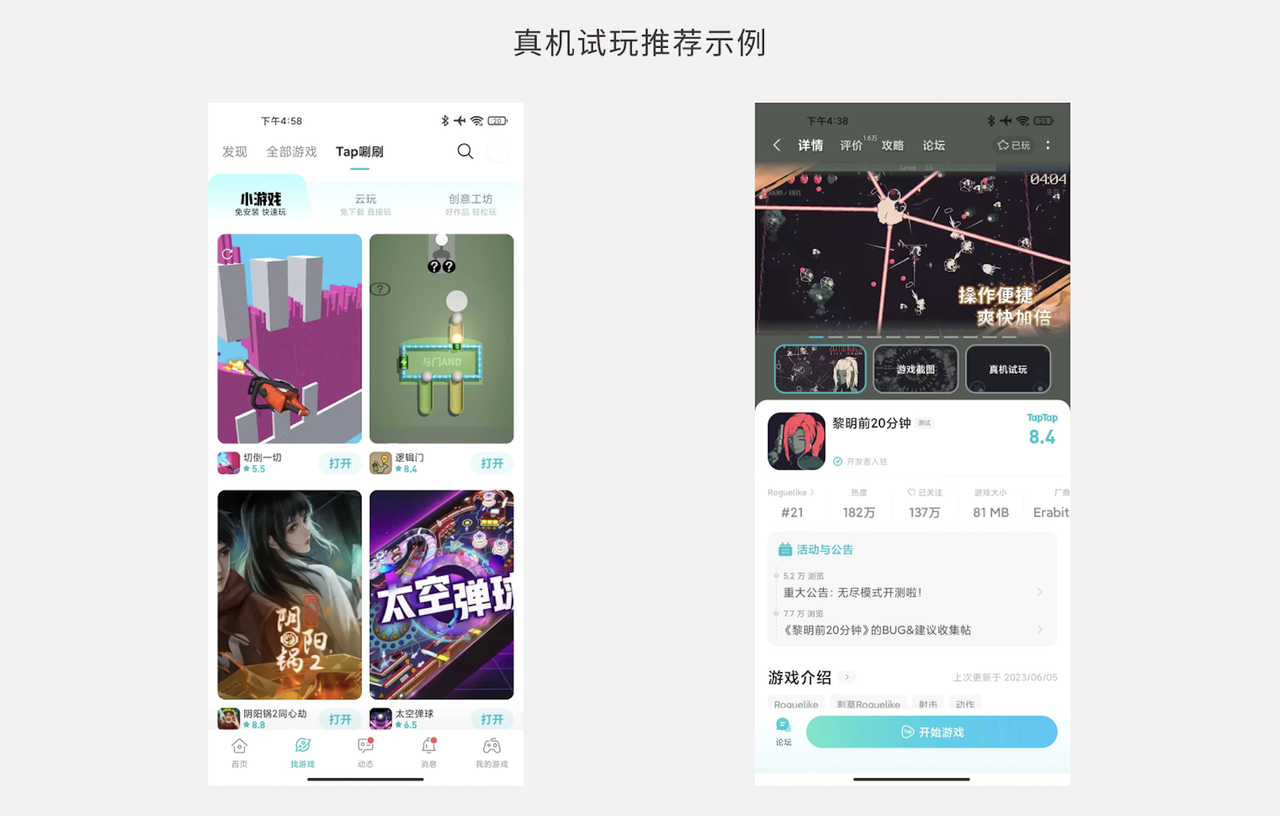 真机试玩推荐示例
下午4:58
20
发现 全部游戏 Tap唰刷
小游戏
免安装 快速玩
云玩
免下载 直接玩
创意工坊
好作品 轻松玩
??
?
与门AND
切倒一切
5.5
打开
逻辑门
8.4
打开
阴阳锅2
太空弹球
阴阳锅2同心劫
8.8
打开
太空弹球
6.5
打开
首页 找游戏 动态 消息 我的游戏
下午4:38
25
详情 评价 1.6万 攻略 论坛 已玩
04:04
操作便捷
爽快加倍
游戏截图
真机试玩
黎明前20分钟 测试
开发者入驻
TapTap
8.4
Roguelike 热度 已关注 游戏大小 厂商
#21 182万 137万 81 MB Erabit
活动与公告
5.2 万 浏览
重大公告：无尽模式开测啦！
7.7 万 浏览
《黎明前20分钟》的BUG&建议收集帖
游戏介绍
上次更新于 2023/06/05
Roguelike 割草Roguelike 射击 动作
论坛
开始游戏